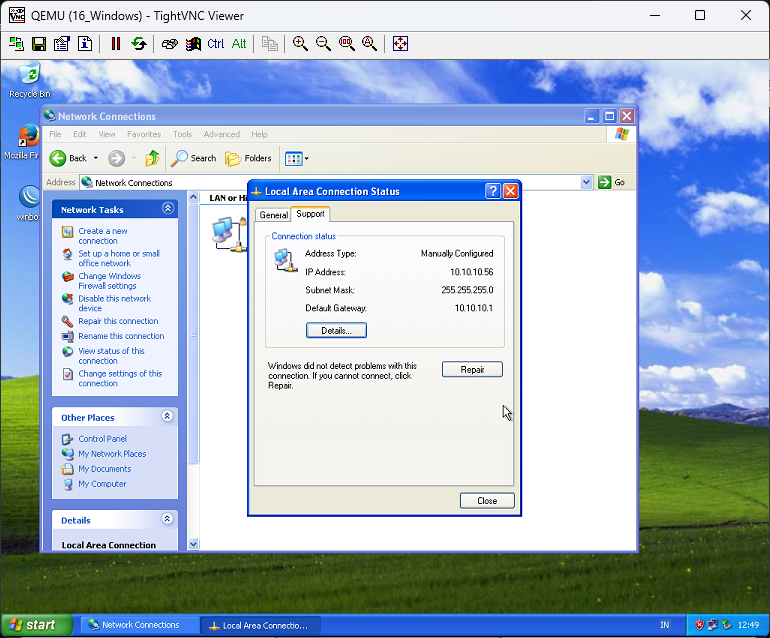 QEMU (16_Windows) - TightVNC Viewer
Ctrl Alt
Recycle Bin
Mozilla Fir
winbo
Network Connections
File Edit View Favorites Tools Advanced Help
Back Search Folders
Address Network Connections Go
Network Tasks
Create a new
connection
Set up a home or small
office network
Change Windows
Firewall settings
Disable this network
device
Repair this connection
Rename this connection
View status of this
connection
Change settings of this
connection
Other Places
Control Panel
My Network Places
My Documents
My Computer
Details
Local Area Connection
LAN or Hi
Local Area Connection Status
General Support
Connection status
Address Type: Manually Configured
IP Address: 10.10.10.56
Subnet Mask: 255.255.255.0
Default Gateway: 10.10.10.1
Details...
Windows did not detect problems with this
connection. If you cannot connect, click
Repair.
Repair
Close
start Network Connections Local Area Connectio... IN 12:49